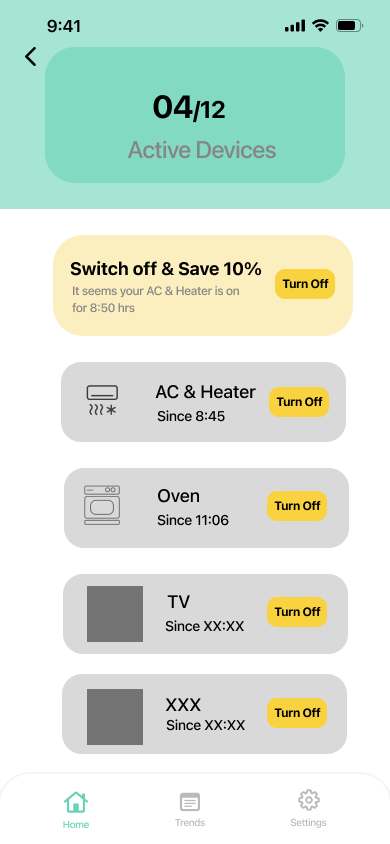 9:41
04/12
Active Devices
Switch off & Save 10%
It seems your AC & Heater is on
for 8:50 hrs
Turn Off
AC & Heater
Since 8:45
Turn Off
Oven
Since 11:06
Turn Off
TV
Since XX:XX
Turn Off
XXX
Since XX:XX
Turn Off
Home
Trends
Settings